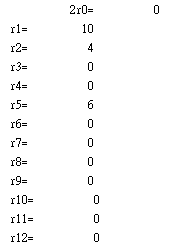 2r0= 0
r1= 10
r2= 4
r3= 0
r4= 0
r5= 6
r6= 0
r7= 0
r8= 0
r9= 0
r10= 0
r11= 0
r12= 0